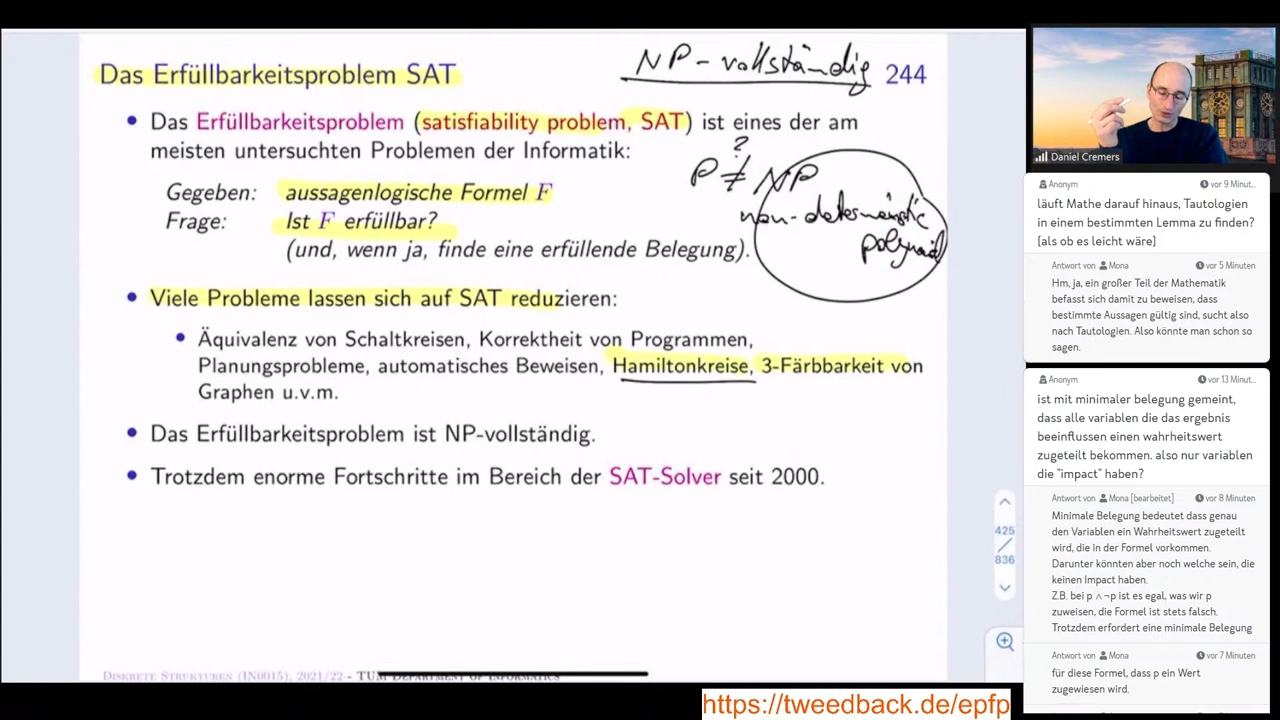 Das Erfüllbarkeitsproblem SAT
NP-vollständig
244
• Das Erfüllbarkeitsproblem (satisfiability problem, SAT) ist eines der am
meisten untersuchten Problemen der Informatik:
?
P ≠ NP
Gegeben: aussagenlogische Formel F
non-deterministic
Frage: Ist F erfüllbar?
(und, wenn ja, finde eine erfüllende Belegung).
• Viele Probleme lassen sich auf SAT reduzieren:
• Äquivalenz von Schaltkreisen, Korrektheit von Programmen,
Planungsprobleme, automatisches Beweisen, Hamiltonkreise, 3-Färbbarkeit von
Graphen u.v.m.
• Das Erfüllbarkeitsproblem ist NP-vollständig.
• Trotzdem enorme Fortschritte im Bereich der SAT-Solver seit 2000.
425
836
Diskrete Strukturen (IN0015), 2021/22 - TUM Department of Informatics
Daniel Cremers
Anonym
vor 9 Minut...
läuft Mathe darauf hinaus, Tautologien
in einem bestimmten Lemma zu finden?
[als ob es leicht wäre]
Antwort von Mona
vor 5 Minuten
Hm, ja, ein großer Teil der Mathematik
befasst sich damit zu beweisen, dass
bestimmte Aussagen gültig sind, sucht also
nach Tautologien. Also könnte man schon so
sagen.
Anonym
vor 13 Minut...
ist mit minimaler belegung gemeint,
dass alle variablen die das ergebnis
beeinflussen einen wahrheitswert
zugeteilt bekommen. also nur variablen
die "impact" haben?
Antwort von Mona [bearbeitet]
vor 8 Minuten
Minimale Belegung bedeutet dass genau
den Variablen ein Wahrheitswert zugeteilt
wird, die in der Formel vorkommen.
Darunter könnten aber noch welche sein, die
keinen Impact haben.
Z.B. bei p ∧ ¬p ist es egal, was wir p
zuweisen, die Formel ist stets falsch.
Trotzdem erfordert eine minimale Belegung
Antwort von Mona
vor 7 Minuten
für diese Formel, dass p ein Wert
zugewiesen wird.
https://tweedback.de/epfp